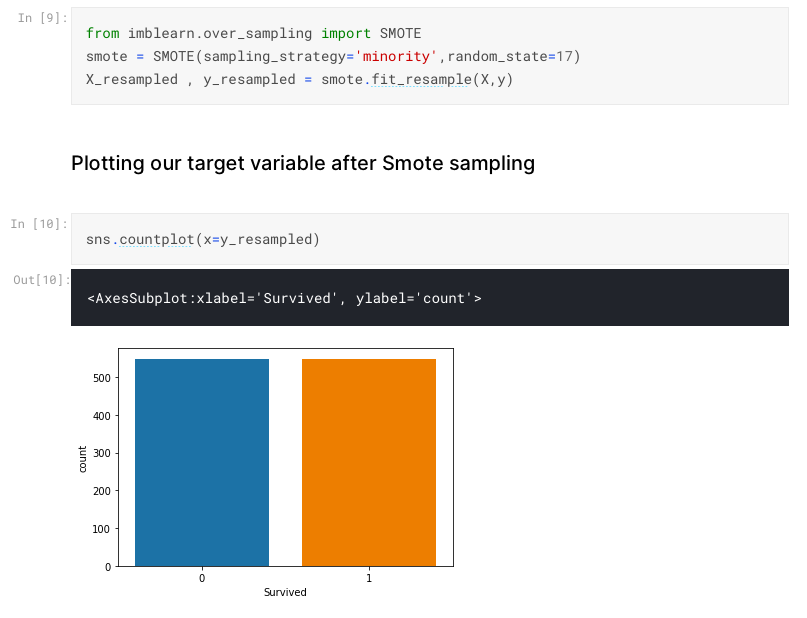 In [9]:
from imblearn.over_sampling import SMOTE
smote = SMOTE(sampling_strategy='minority',random_state=17)
X_resampled , y_resampled = smote.fit_resample(X,y)
Plotting our target variable after Smote sampling
In [10]:
sns.countplot(x=y_resampled)
Out[10]:
<AxesSubplot:xlabel='Survived', ylabel='count'>
500
400
300
200
100
0
count
0 1
Survived